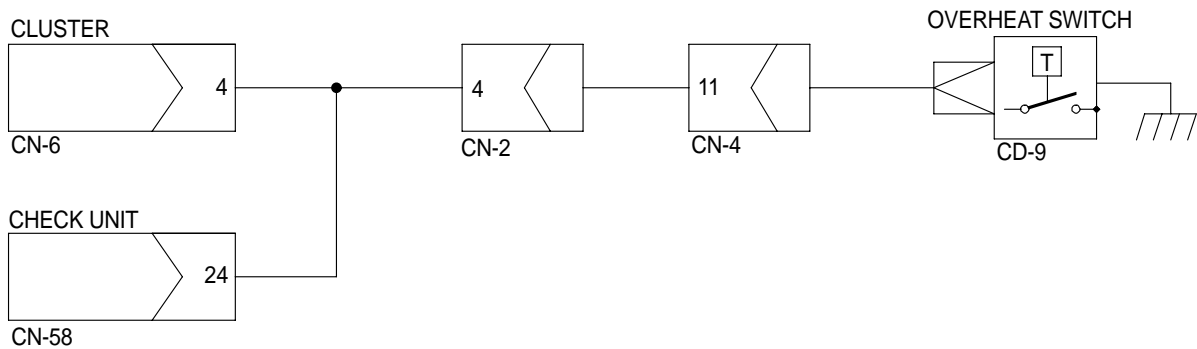 CLUSTER
4
CN-6
4
CN-2
11
CN-4
OVERHEAT SWITCH
T
CD-9
CHECK UNIT
24
CN-58